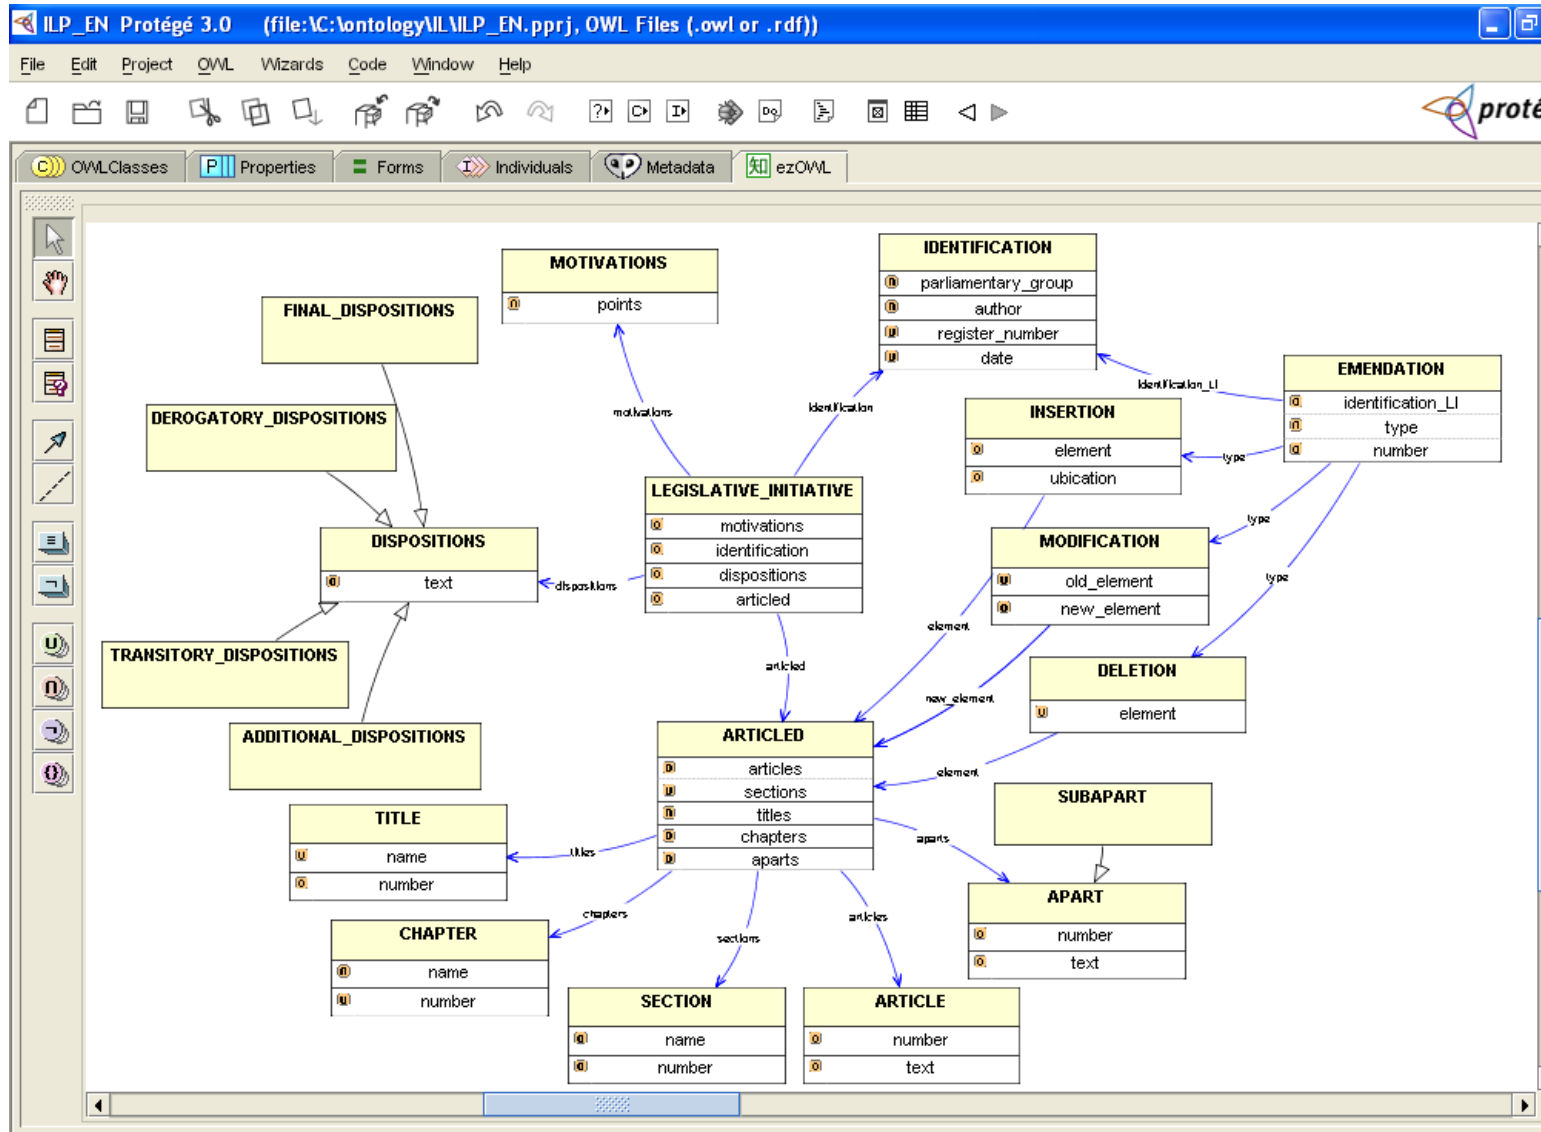 ILP_EN Protégé 3.0 (file:\C:\ontology\IL\ILP_EN.pprj, OWL Files (.owl or .rdf))
File Edit Project OWL Wizards Code Window Help
proté
OWLClasses Properties Forms Individuals Metadata 知 ezOWL
IDENTIFICATION
parliamentary_group
author
register_number
date
MOTIVATIONS
points
FINAL_DISPOSITIONS
EMENDATION
identification_LI
type
number
identification_LI
motivations
identification
DEROGATORY_DISPOSITIONS
INSERTION
element
ubication
type
LEGISLATIVE_INITIATIVE
motivations
identification
dispositions
articled
type
DISPOSITIONS
text
dispositions
MODIFICATION
old_element
new_element
type
element
TRANSITORY_DISPOSITIONS
articled
DELETION
element
new_element
ADDITIONAL_DISPOSITIONS
ARTICLED
articles
sections
titles
chapters
aparts
element
SUBAPART
TITLE
name
number
titles
aparts
APART
number
text
chapters
sections
articles
CHAPTER
name
number
SECTION
name
number
ARTICLE
number
text